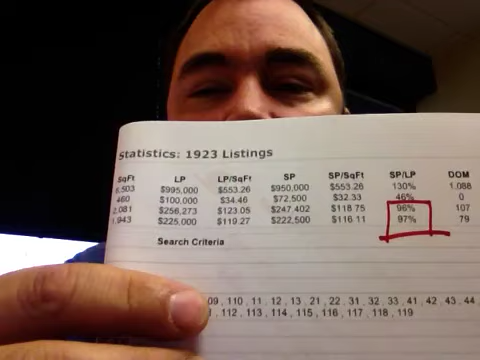 Statistics: 1923 Listings
SqFt LP LP/SqFt SP SP/SqFt SP/LP DOM
6,503 $995,000 $553.26 $950,000 $553.26 130% 1,088
460 $100,000 $34.46 $72,500 $32.33 46% 0
2,081 $256,273 $123.05 $247,402 $118.75 96% 107
1,943 $225,000 $119.27 $222,500 $116.11 97% 79
Search Criteria
09 , 110 , 11 , 12 , 13 , 21 , 22 , 31 , 32 , 33 , 41 , 42 , 43 , 44 ,
, 112 , 113 , 114 , 115 , 116 , 117 , 118 , 119